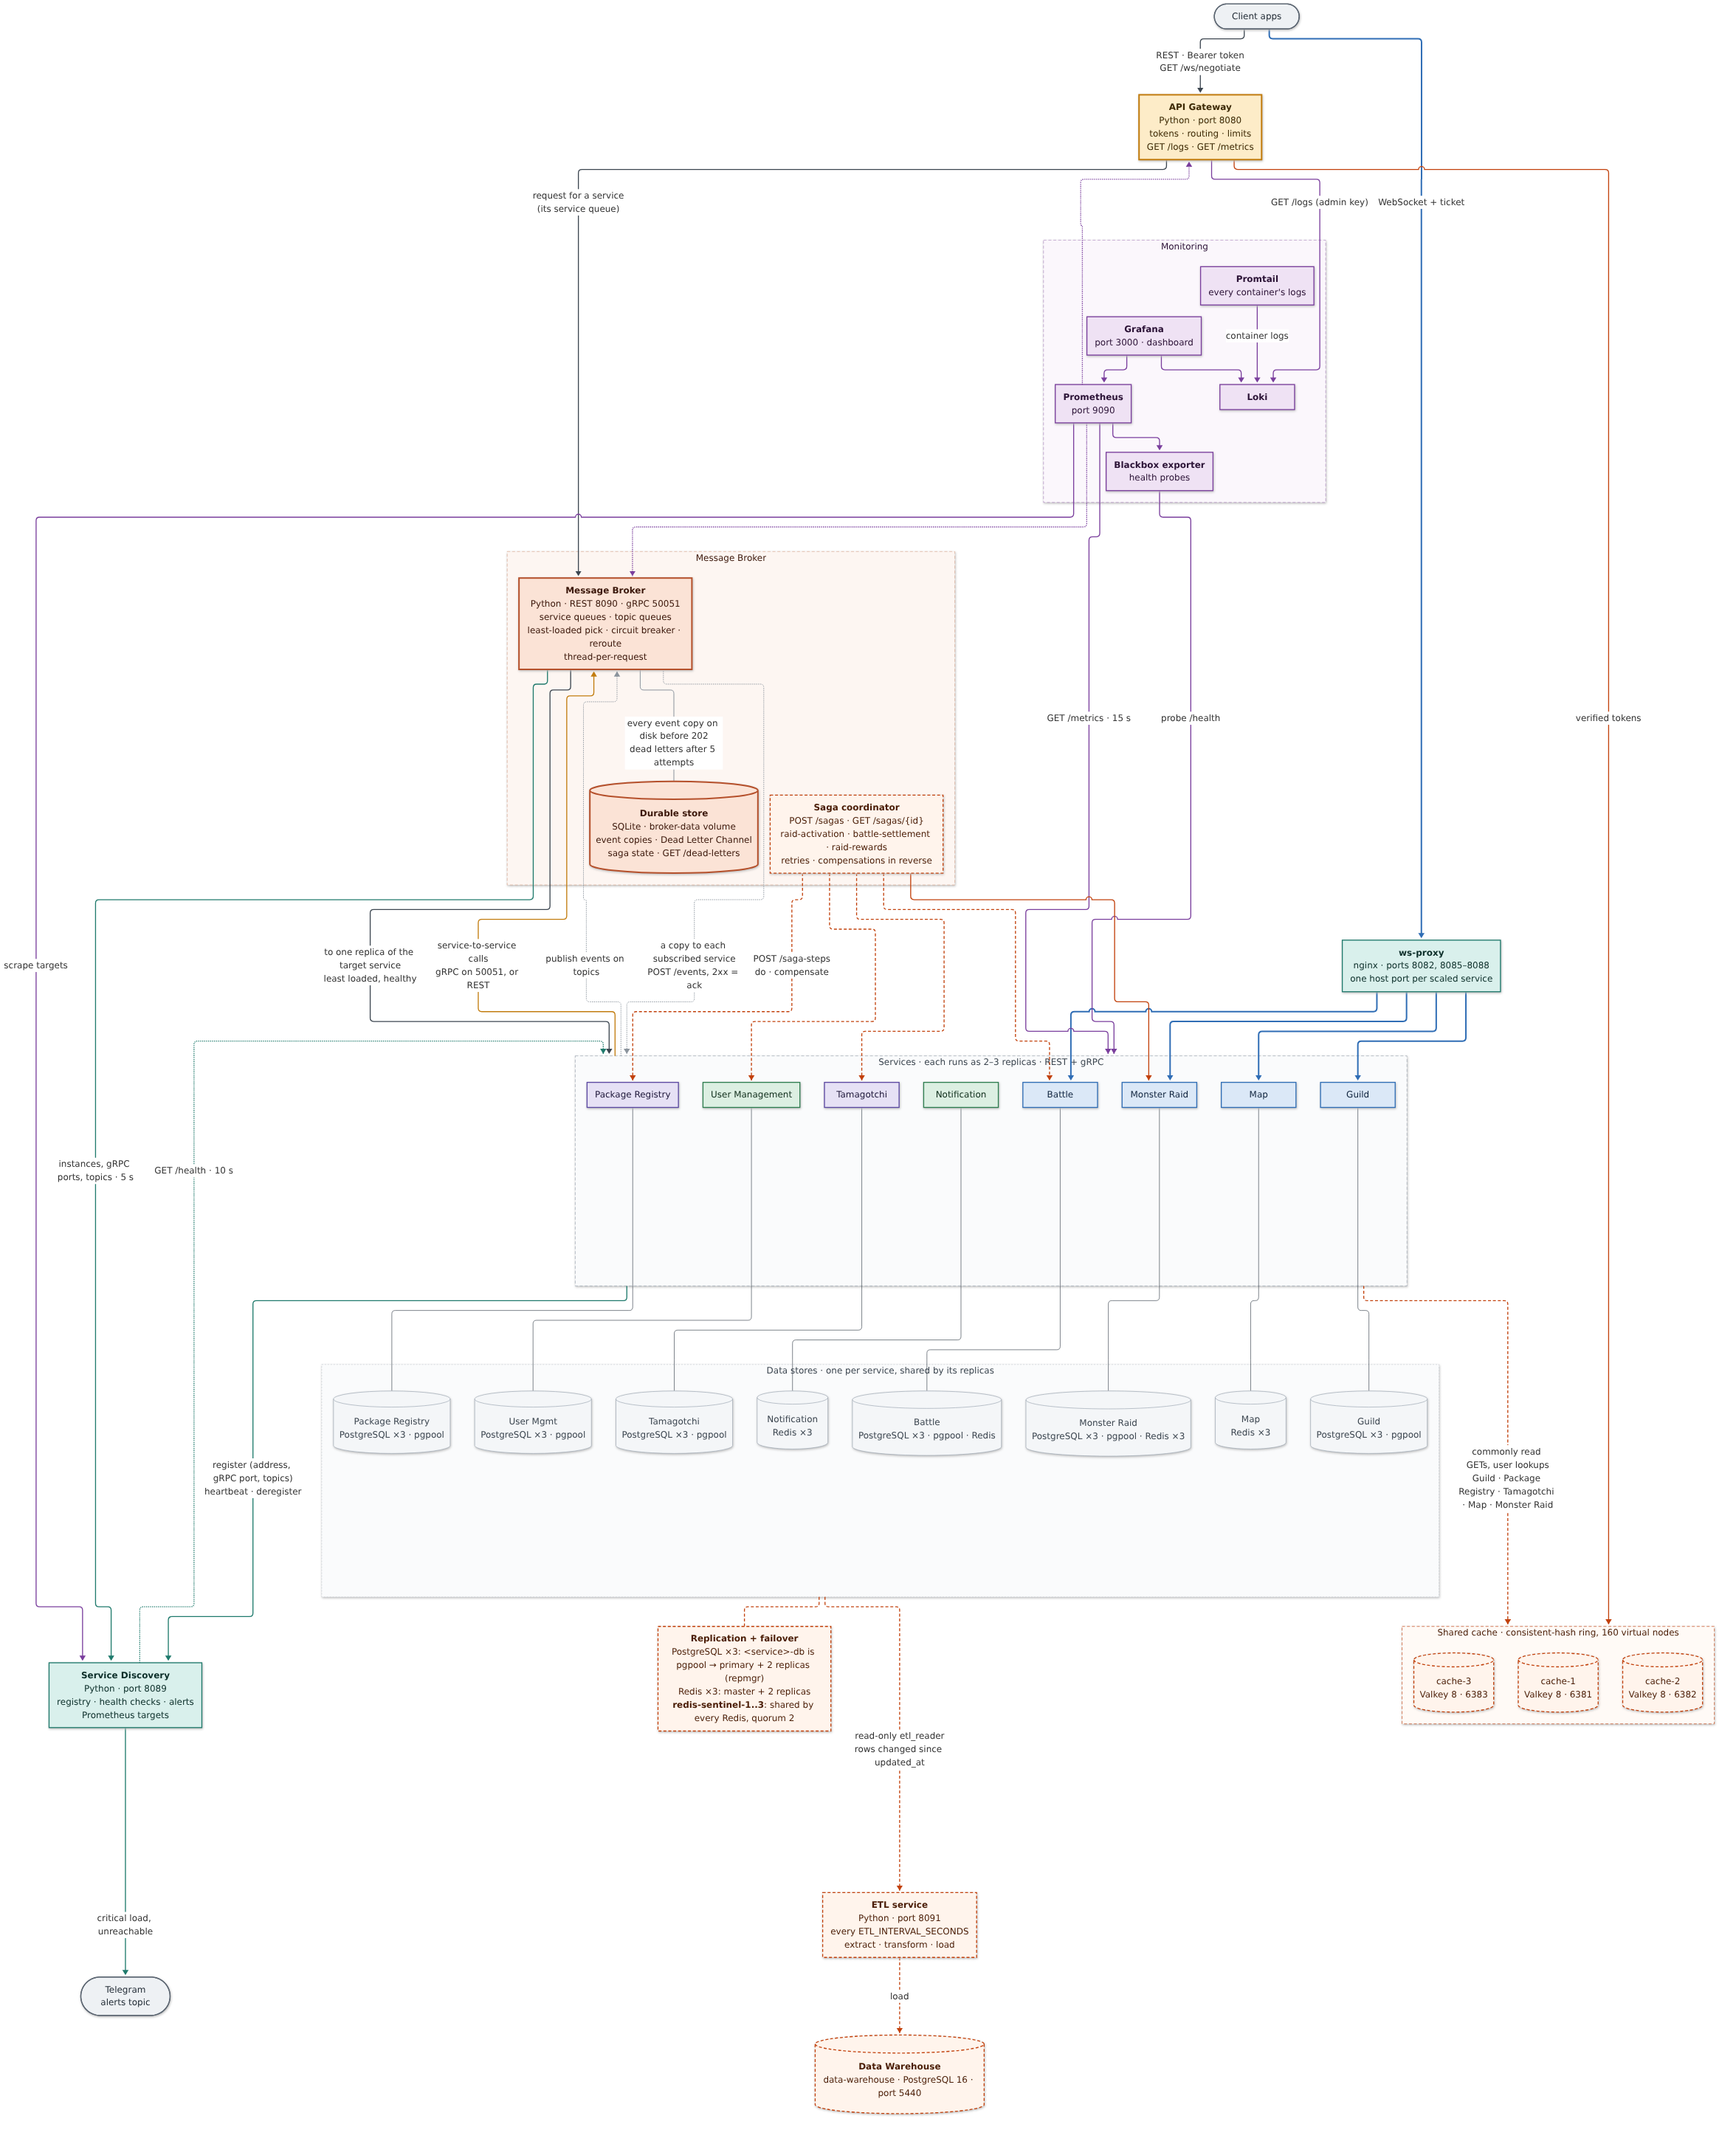 Client apps
REST · Bearer token
GET /ws/negotiate
API Gateway
Python · port 8080
tokens · routing · limits
GET /logs · GET /metrics
request for a service
(its service queue)
GET /logs (admin key)
WebSocket + ticket
Monitoring
Promtail
every container's logs
Grafana
port 3000 · dashboard
container logs
Prometheus
port 9090
Loki
Blackbox exporter
health probes
Message Broker
Message Broker
Python · REST 8090 · gRPC 50051
service queues · topic queues
least-loaded pick · circuit breaker ·
reroute
thread-per-request
every event copy on
disk before 202
dead letters after 5
attempts
GET /metrics · 15 s
probe /health
verified tokens
Durable store
SQLite · broker-data volume
event copies · Dead Letter Channel
saga state · GET /dead-letters
Saga coordinator
POST /sagas · GET /sagas/{id}
raid-activation · battle-settlement
· raid-rewards
retries · compensations in reverse
scrape targets
to one replica of the
target service
least loaded, healthy
service-to-service
calls
gRPC on 50051, or
REST
publish events on
topics
a copy to each
subscribed service
POST /events, 2xx =
ack
POST /saga-steps
do · compensate
ws-proxy
nginx · ports 8082, 8085–8088
one host port per scaled service
Services · each runs as 2–3 replicas · REST + gRPC
Package Registry
User Management
Tamagotchi
Notification
Battle
Monster Raid
Map
Guild
instances, gRPC
ports, topics · 5 s
GET /health · 10 s
Data stores · one per service, shared by its replicas
Package Registry
PostgreSQL ×3 · pgpool
User Mgmt
PostgreSQL ×3 · pgpool
Tamagotchi
PostgreSQL ×3 · pgpool
Notification
Redis ×3
Battle
PostgreSQL ×3 · pgpool · Redis
Monster Raid
PostgreSQL ×3 · pgpool · Redis ×3
Map
Redis ×3
Guild
PostgreSQL ×3 · pgpool
register (address,
gRPC port, topics)
heartbeat · deregister
commonly read
GETs, user lookups
Guild · Package
Registry · Tamagotchi
· Map · Monster Raid
Service Discovery
Python · port 8089
registry · health checks · alerts
Prometheus targets
Replication + failover
PostgreSQL ×3: <service>-db is
pgpool → primary + 2 replicas
(repmgr)
Redis ×3: master + 2 replicas
redis-sentinel-1..3: shared by
every Redis, quorum 2
Shared cache · consistent-hash ring, 160 virtual nodes
cache-3
Valkey 8 · 6383
cache-1
Valkey 8 · 6381
cache-2
Valkey 8 · 6382
read-only etl_reader
rows changed since
updated_at
critical load,
unreachable
ETL service
Python · port 8091
every ETL_INTERVAL_SECONDS
extract · transform · load
Telegram
alerts topic
load
Data Warehouse
data-warehouse · PostgreSQL 16 ·
port 5440